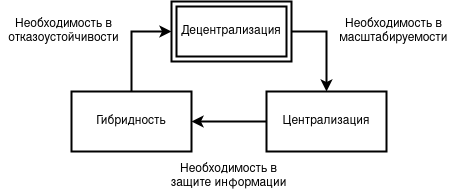 Необходимость в
отказоустойчивости
Децентрализация
Необходимость в
масштабируемости
Гибридность
Централизация
Необходимость в
защите информации